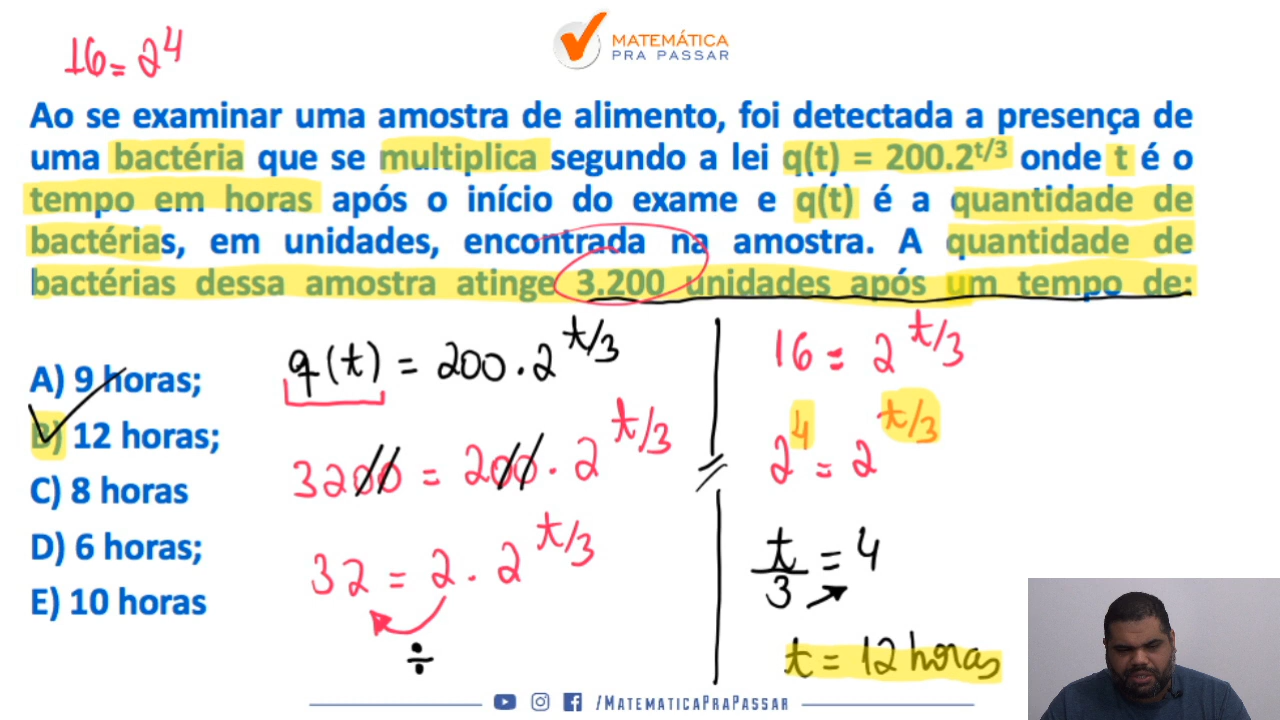 16 = 2^4
MATEMÁTICA
PRA PASSAR
Ao se examinar uma amostra de alimento, foi detectada a presença de
uma bactéria que se multiplica segundo a lei q(t) = 200.2^t/3 onde t é o
tempo em horas após o início do exame e q(t) é a quantidade de
bactérias, em unidades, encontrada na amostra. A quantidade de
bactérias dessa amostra atinge 3.200 unidades após um tempo de:
A) 9 horas;
B) 12 horas;
C) 8 horas
D) 6 horas;
E) 10 horas
q(t) = 200 . 2^t/3
3200 = 200 . 2^t/3
32 = 2 . 2^t/3
÷
16 = 2^t/3
2^4 = 2^t/3
t/3 = 4
t = 12 horas
/MATEMATICAPRAPASSAR